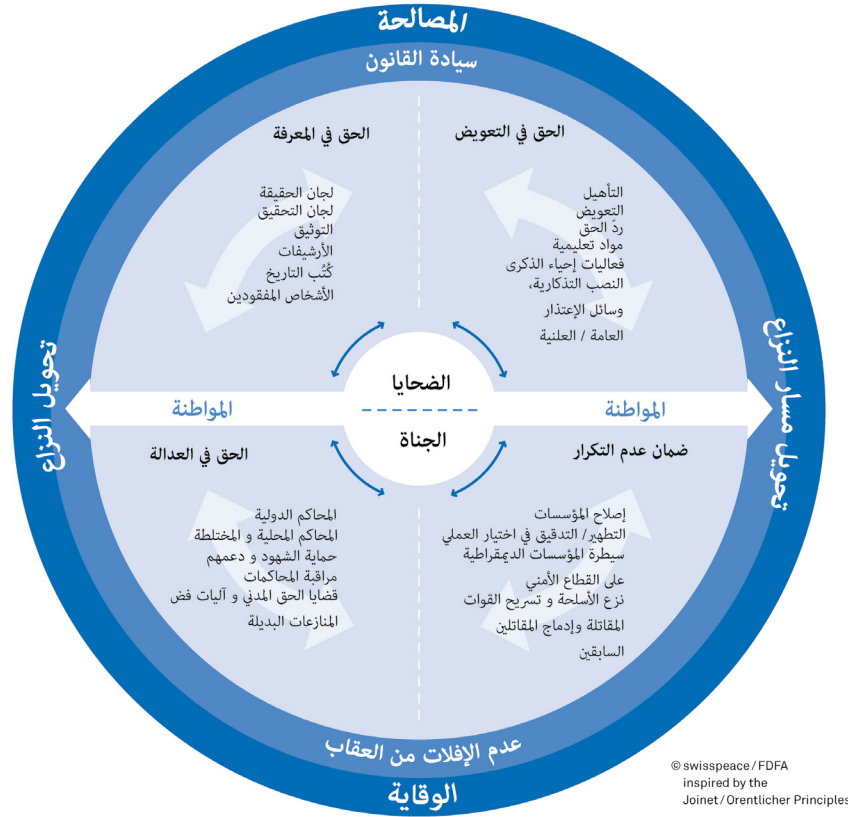 المصالحة
سيادة القانون
الحق في التعويض
التأهيل
التعويض
ردّ الحق
مواد تعليمية
فعاليات إحياء الذكرى
النصب التذكارية،
وسائل الإعتذار
العامة / العلنية
الحق في المعرفة
لجان الحقيقة
لجان التحقيق
التوثيق
الأرشيفات
كُتُب التاريخ
الأشخاص المفقودين
تحويل مسار النزاع
الضحايا
تحويل النزاع
المواطنة
المواطنة
الجناة
ضمان عدم التكرار
إصلاح المؤسسات
التطهير/ التدقيق في اختيار العملي
سيطرة المؤسسات الديمقراطية
على القطاع الأمني
نزع الأسلحة و تسريح القوات
المقاتلة وإدماج المقاتلين
السابقين
الحق في العدالة
المحاكم الدولية
المحاكم المحلية و المختلطة
حماية الشهود و دعمهم
مراقبة المحاكمات
قضايا الحق المدني و آليات فض
المنازعات البديلة
عدم الإفلات من العقاب
الوقاية
© swisspeace / FDFA
inspired by the
Joinet / Orentlicher Principles